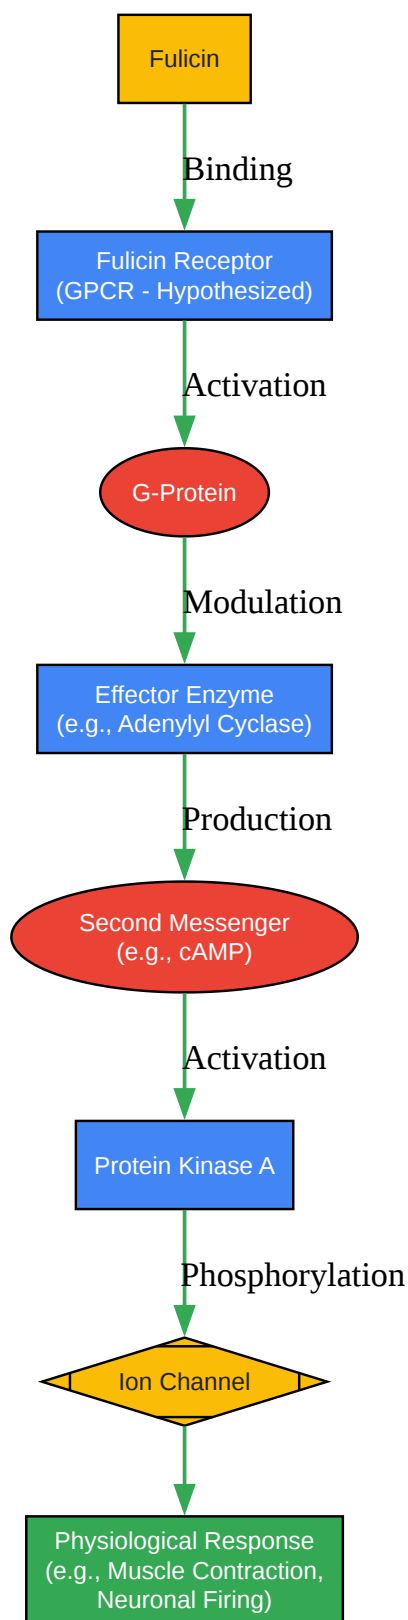 Fulicin
Binding
Fulicin Receptor
(GPCR - Hypothesized)
Activation
G-Protein
Modulation
Effector Enzyme
(e.g., Adenylyl Cyclase)
Production
Second Messenger
(e.g., cAMP)
Activation
Protein Kinase A
Phosphorylation
Ion Channel
Physiological Response
(e.g., Muscle Contraction,
Neuronal Firing)